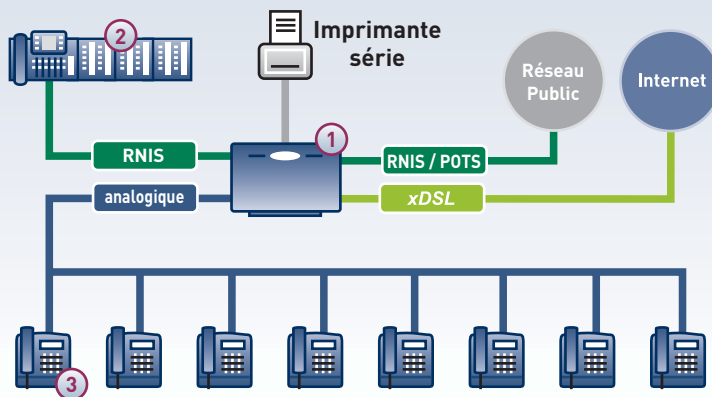 2
Imprimante
série
Réseau
Public
Internet
1
RNIS
RNIS / POTS
analogique
xDSL
3